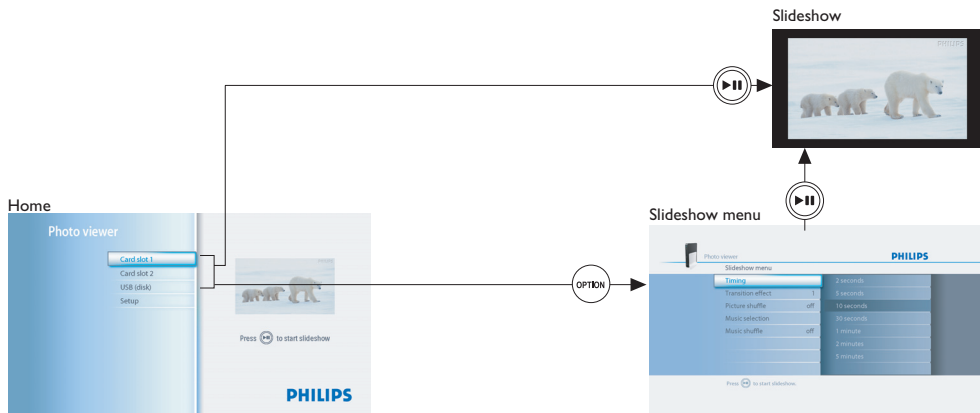 Slideshow
PHILIPS
Home
Photo viewer
Card slot 1
Card slot 2
USB (disk)
Setup
Press to start slideshow
PHILIPS
OPTION
Slideshow menu
Photo viewer
PHILIPS
Slideshow menu
Timing
Transition effect 1
Picture shuffle off
Music selection
Music shuffle off
2 seconds
5 seconds
10 seconds
30 seconds
1 minute
2 minutes
5 minutes
Press to start slideshow.